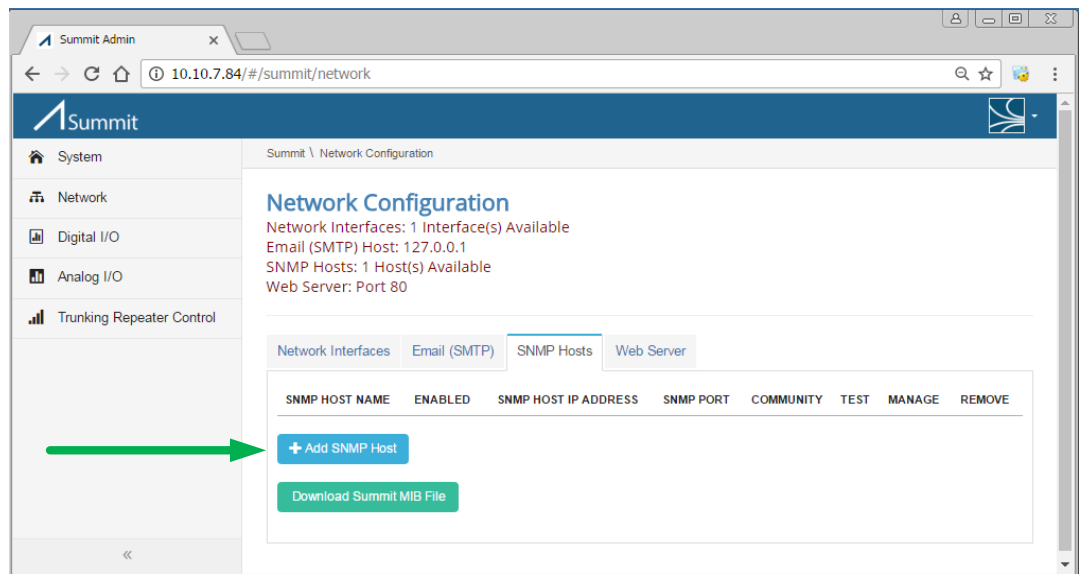 Summit Admin
10.10.7.84/#/summit/network
Summit
System
Network
Digital I/O
Analog I/O
Trunking Repeater Control
Summit \ Network Configuration
Network Configuration
Network Interfaces: 1 Interface(s) Available
Email (SMTP) Host: 127.0.0.1
SNMP Hosts: 1 Host(s) Available
Web Server: Port 80
Network Interfaces Email (SMTP) SNMP Hosts Web Server
SNMP HOST NAME ENABLED SNMP HOST IP ADDRESS SNMP PORT COMMUNITY TEST MANAGE REMOVE
+ Add SNMP Host
Download Summit MIB File